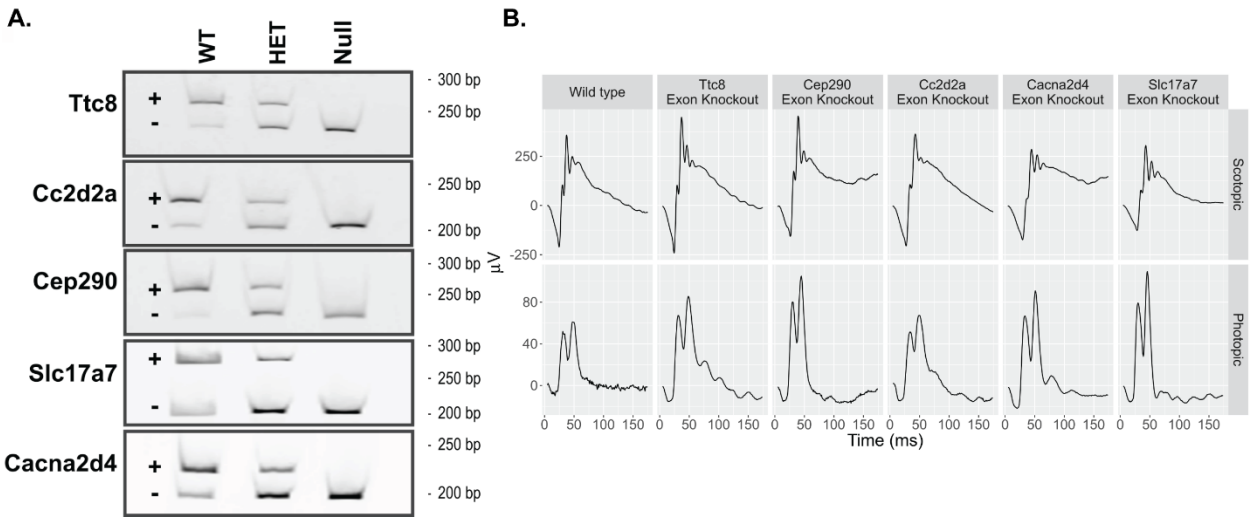 A.
WT HET Null
Ttc8
+
-
- 300 bp
- 250 bp
Cc2d2a
+
-
- 250 bp
- 200 bp
Cep290
+
-
- 300 bp
- 250 bp
Slc17a7
+
-
- 300 bp
- 250 bp
- 200 bp
Cacna2d4
+
-
- 250 bp
- 200 bp
B.
Wild type
Ttc8
Exon Knockout
Cep290
Exon Knockout
Cc2d2a
Exon Knockout
Cacna2d4
Exon Knockout
Slc17a7
Exon Knockout
Scotopic
Photopic
µV
250
0
-250
80
40
0
0 50 100 150 0 50 100 150 0 50 100 150 0 50 100 150 0 50 100 150 0 50 100 150
Time (ms)